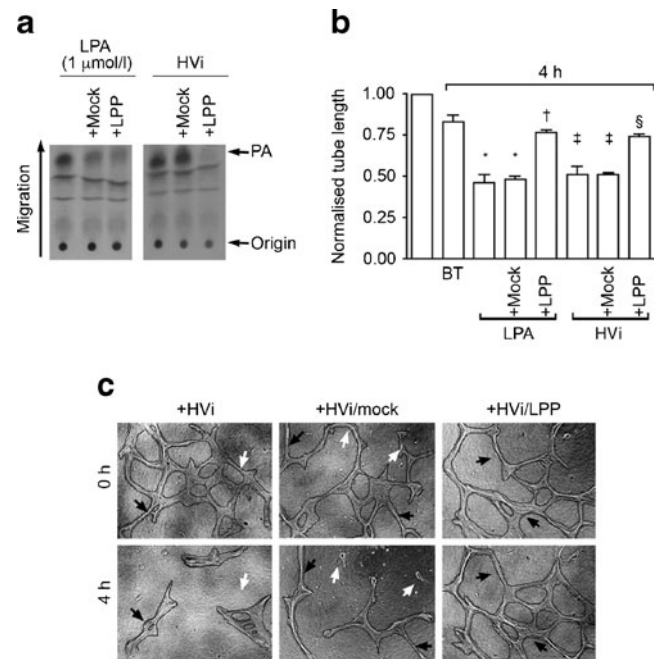 a
LPA
(1 μmol/l)
HVi
+Mock
+LPP
+Mock
+LPP
PA
Migration
Origin
b
4 h
1.00
0.75
0.50
0.25
0.00
Normalised tube length
* * † ‡ ‡ §
BT
+Mock
+LPP
+Mock
+LPP
LPA
HVi
c
+HVi
+HVi/mock
+HVi/LPP
0 h
4 h